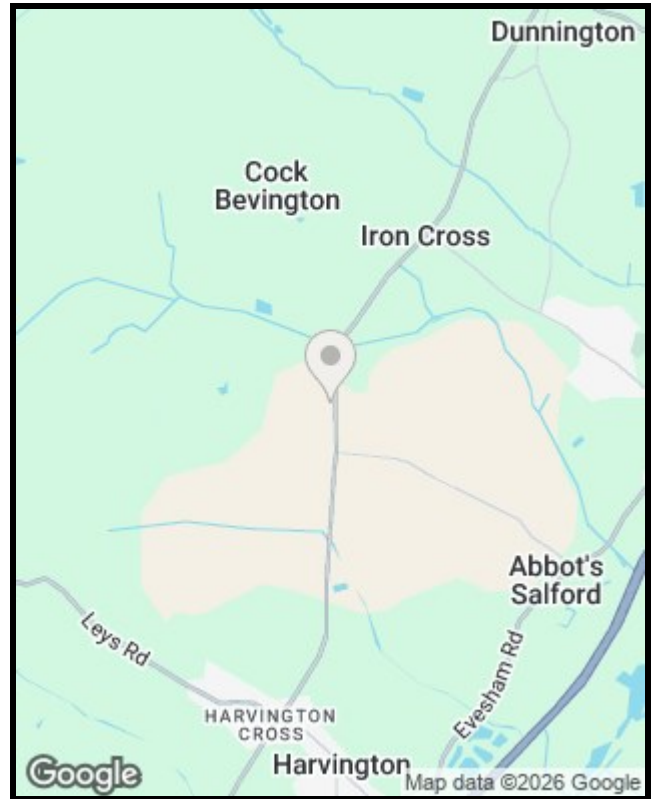 Dunnington
Cock
Bevington
Iron Cross
Abbot's
Salford
Leys Rd
Evesham Rd
HARVINGTON
CROSS
Harvington
Google
Map data ©2026 Google